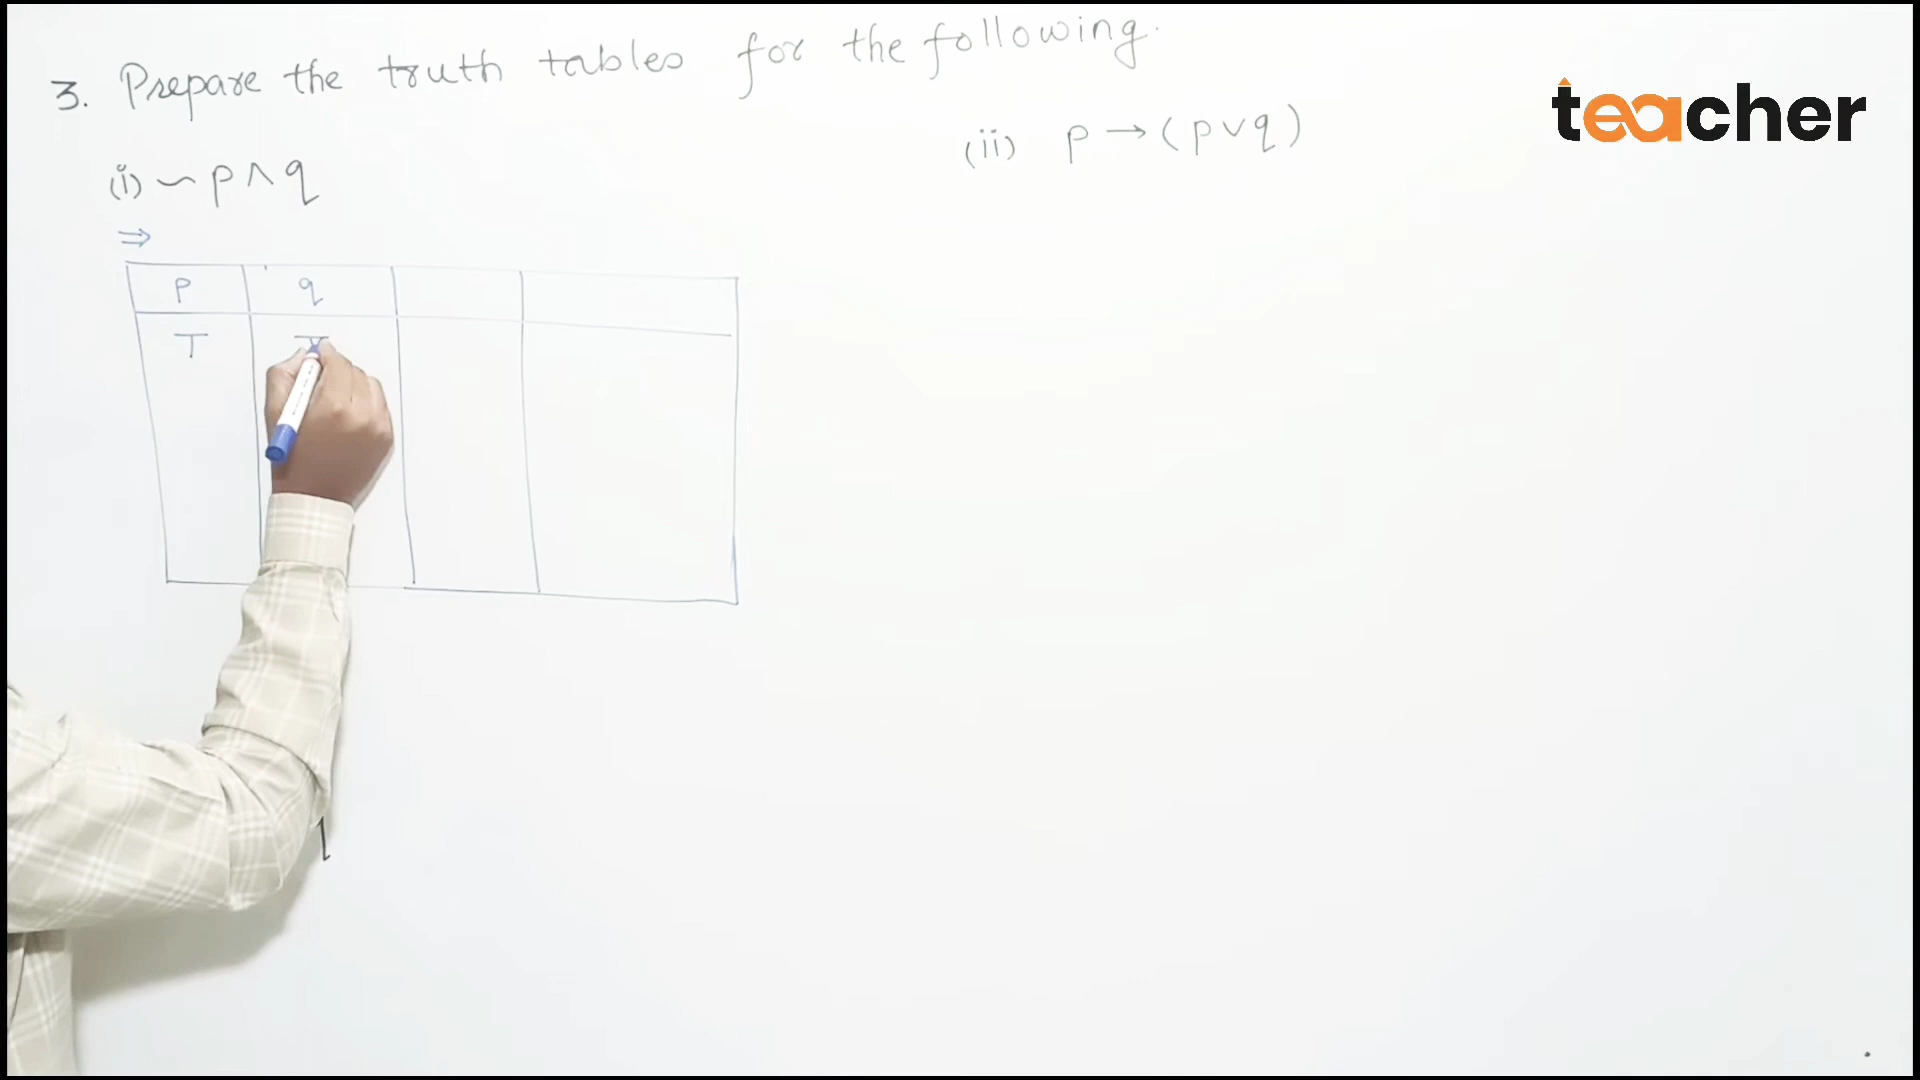 3. Prepare the truth tables for the following.
teacher
(i) ~ p ∧ q
(ii) p → (p ∨ q)
⇒
p q
T T